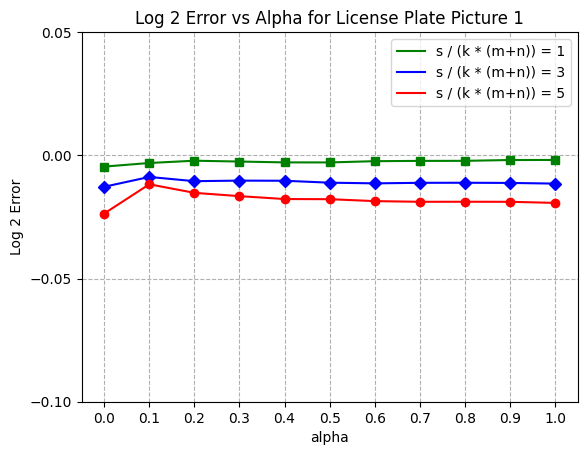 Log 2 Error vs Alpha for License Plate Picture 1
s / (k * (m+n)) = 1
s / (k * (m+n)) = 3
s / (k * (m+n)) = 5
0.05
0.00
−0.05
−0.10
Log 2 Error
0.0 0.1 0.2 0.3 0.4 0.5 0.6 0.7 0.8 0.9 1.0
alpha